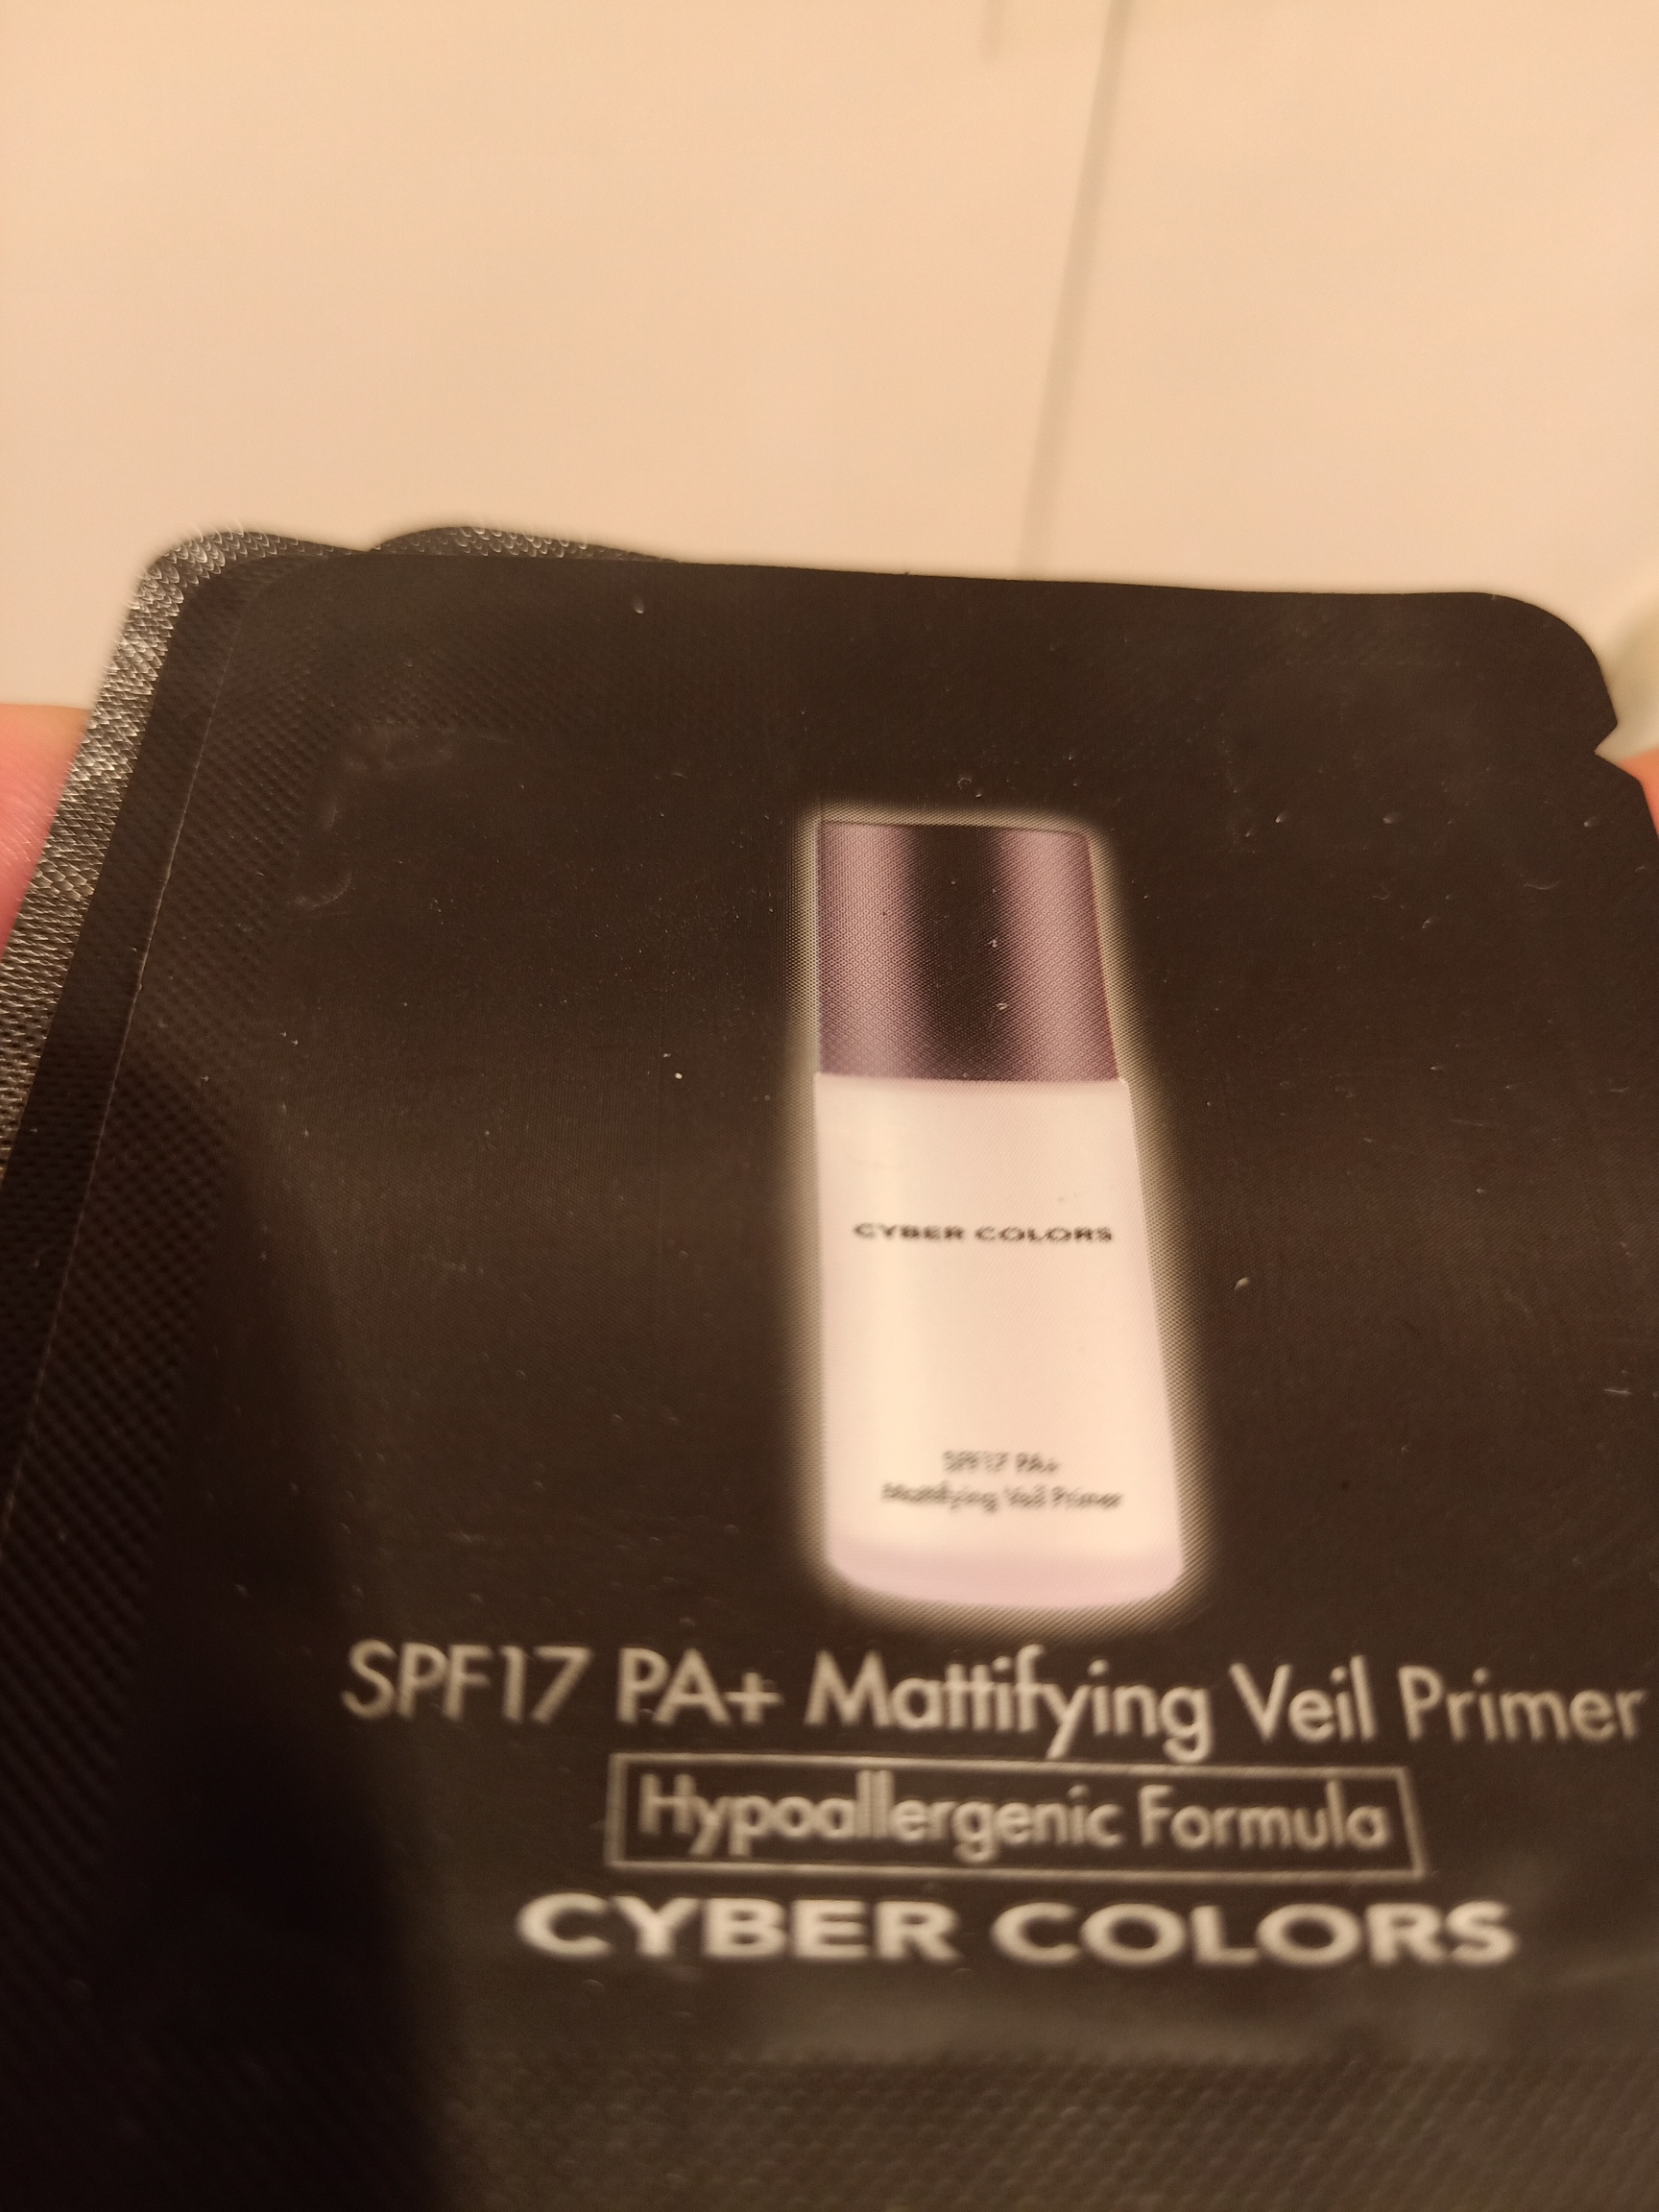 CYBER COLORS
SPF17 PA+
Mattifying Veil Primer
SPF17 PA+ Mattifying Veil Primer
Hypoallergenic Formula
CYBER COLORS